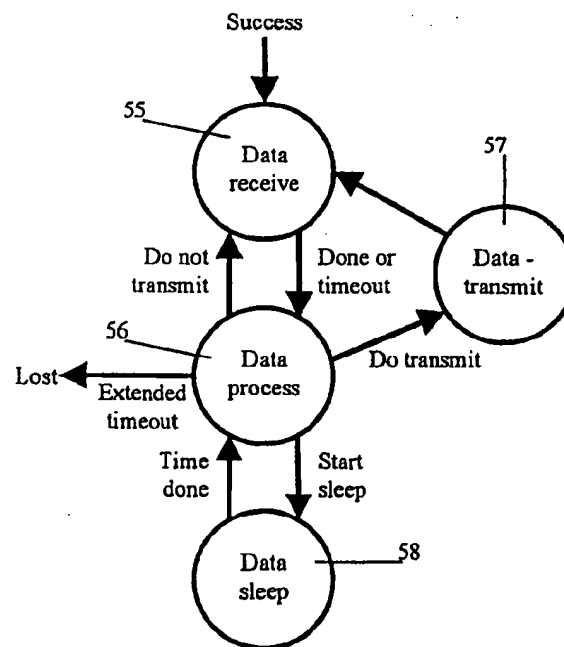 Success
55
Data
receive
57
Data -
transmit
Do not
transmit
Done or
timeout
56
Data
process
Do transmit
Lost
Extended
timeout
Time
done
Start
sleep
Data
sleep
58